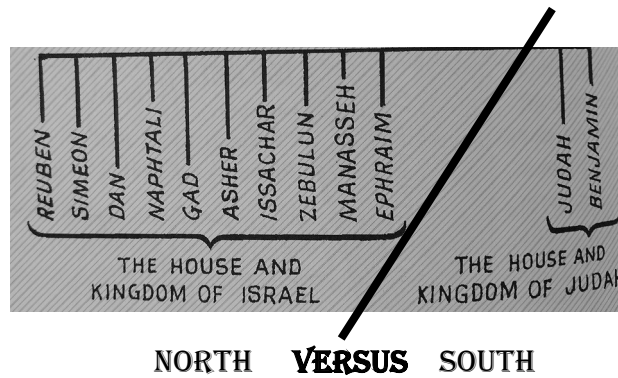 REUBEN
SIMEON
DAN
NAPHTALI
GAD
ASHER
ISSACHAR
ZEBULUN
MANASSEH
EPHRAIM
JUDAH
BENJAMIN
THE HOUSE AND
KINGDOM OF ISRAEL
THE HOUSE AND
KINGDOM OF JUDAH
NORTH VERSUS SOUTH